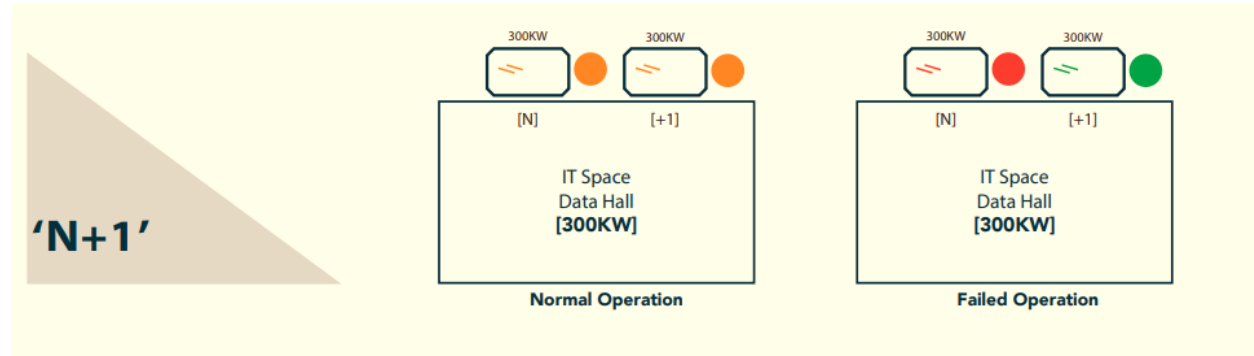 ‘N+1’
300KW 300KW
[N] [+1]
IT Space
Data Hall
[300KW]
Normal Operation
300KW 300KW
[N] [+1]
IT Space
Data Hall
[300KW]
Failed Operation